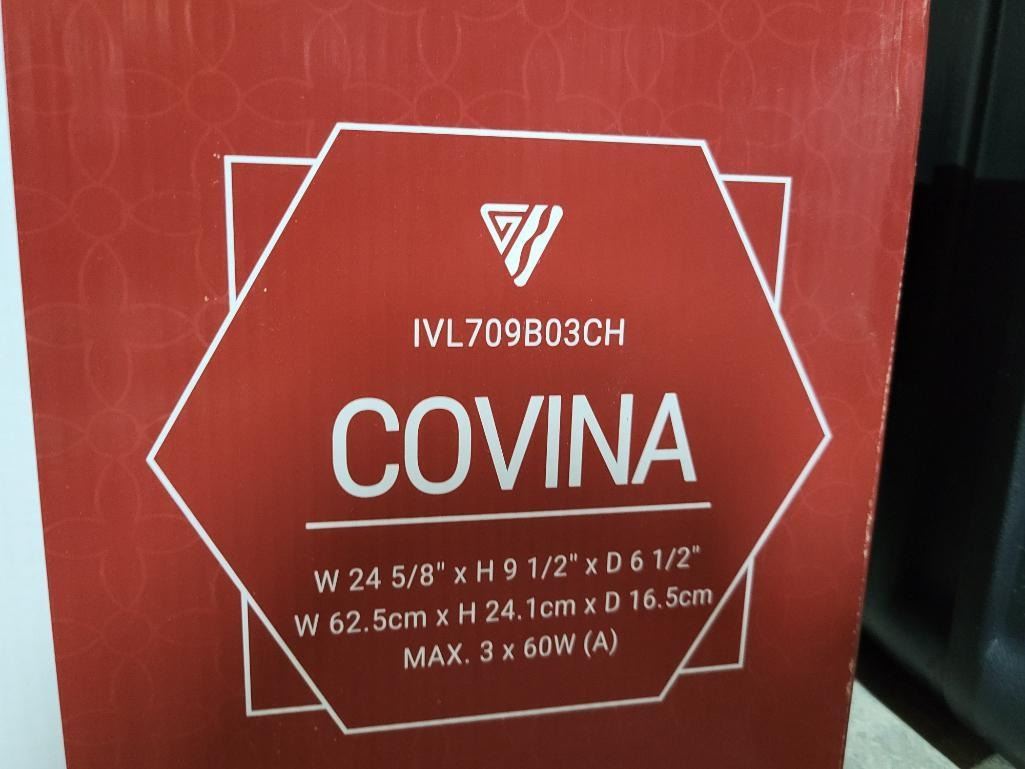 IVL709B03CH
COVINA
W 24 5/8" x H 9 1/2" x D 6 1/2"
W 62.5cm x H 24.1cm x D 16.5cm
MAX. 3 x 60W (A)